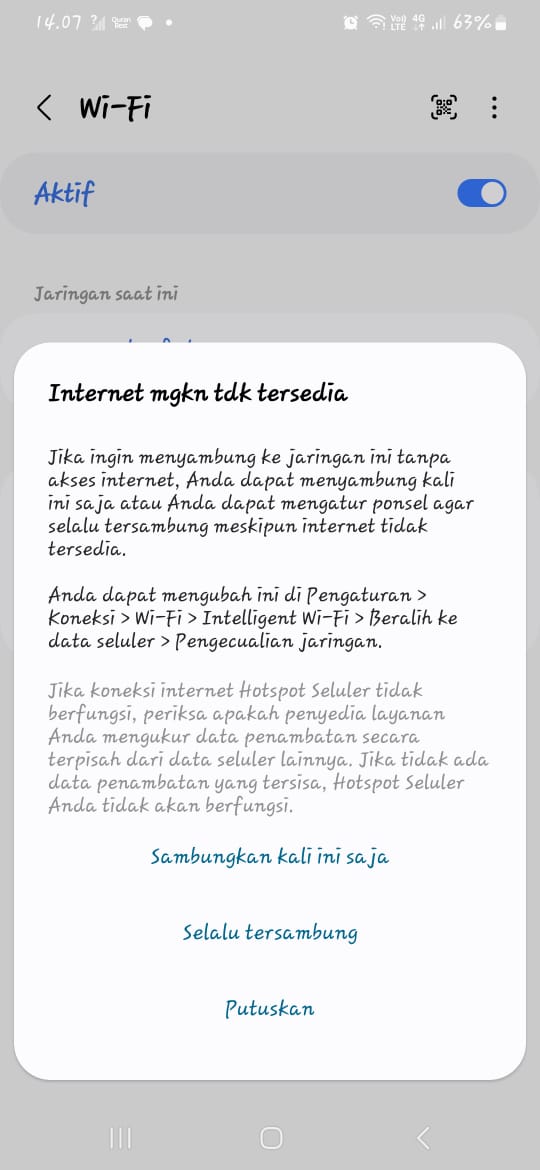 14.07 Quran Best Vo)) LTE 4G 63%
Wi-Fi
Aktif
Jaringan saat ini
Internet mgkn tdk tersedia
Jika ingin menyambung ke jaringan ini tanpa
akses internet, Anda dapat menyambung kali
ini saja atau Anda dapat mengatur ponsel agar
selalu tersambung meskipun internet tidak
tersedia.
Anda dapat mengubah ini di Pengaturan >
Koneksi > Wi-Fi > Intelligent Wi-Fi > Beralih ke
data seluler > Pengecualian jaringan.
Jika koneksi internet Hotspot Seluler tidak
berfungsi, periksa apakah penyedia layanan
Anda mengukur data penambatan secara
terpisah dari data seluler lainnya. Jika tidak ada
data penambatan yang tersisa, Hotspot Seluler
Anda tidak akan berfungsi.
Sambungkan kali ini saja
Selalu tersambung
Putuskan